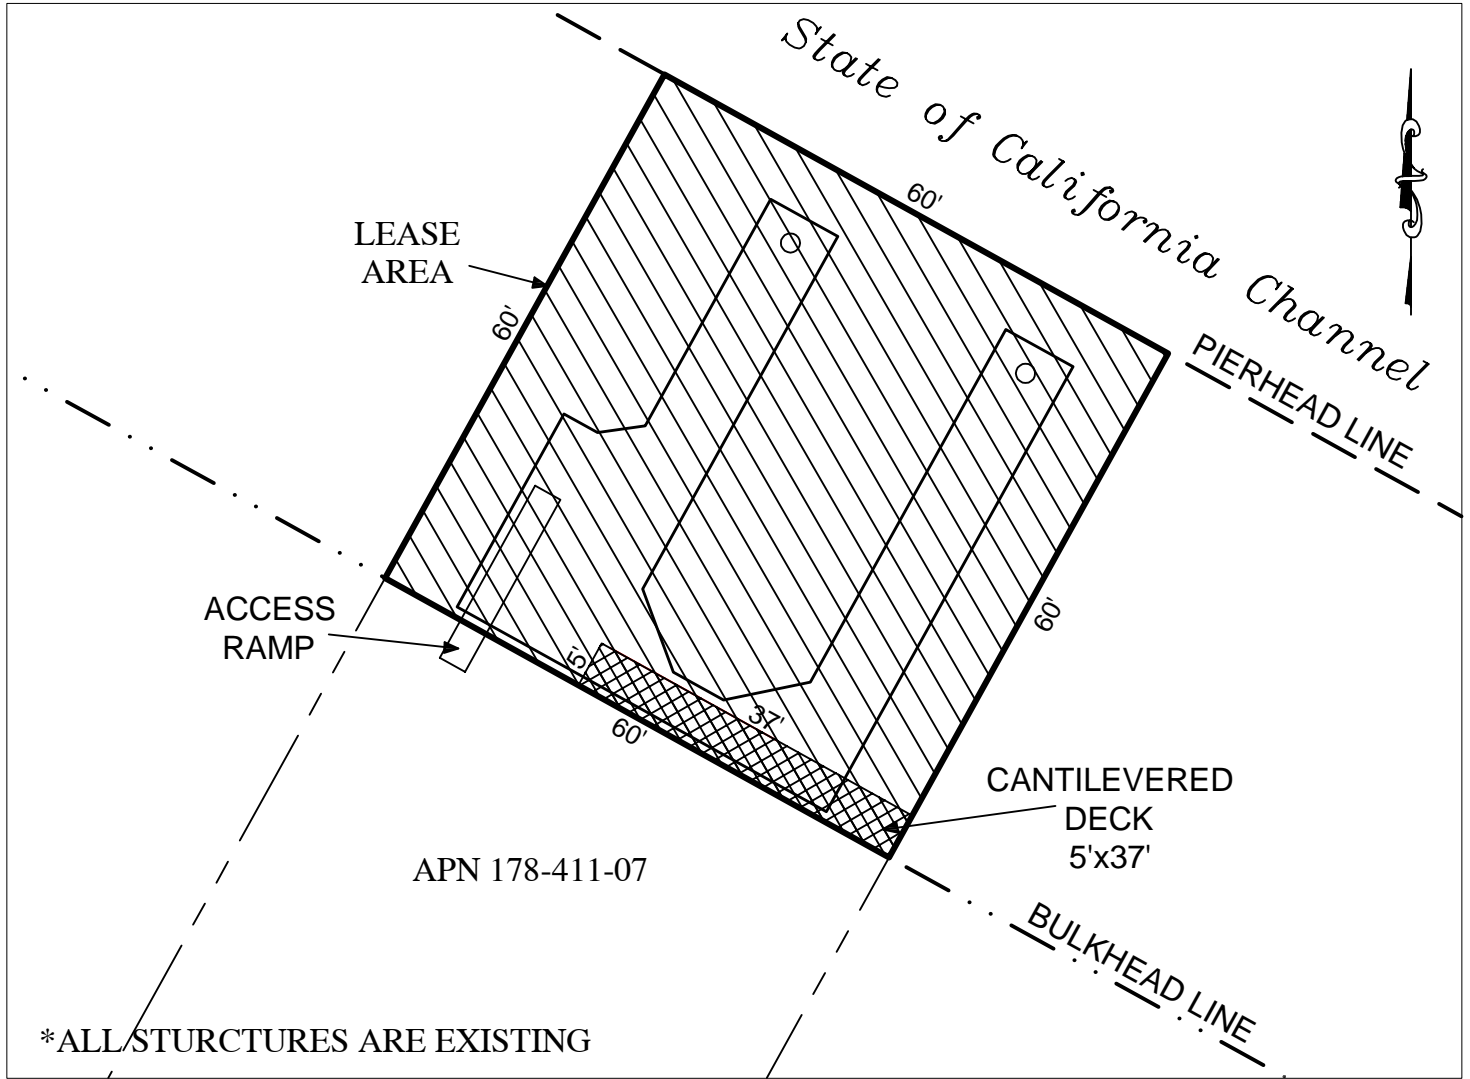 State of California Channel
60'
LEASE
AREA
60'
PIERHEAD LINE
ACCESS
RAMP
60'
5'
37'
60'
CANTILEVERED
DECK
5'x37'
APN 178-411-07
BULKHEAD LINE
*ALL STURCTURES ARE EXISTING